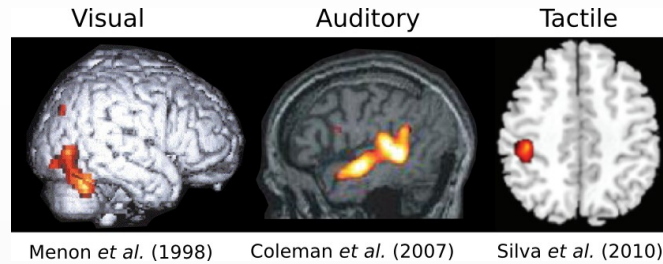 Visual Auditory Tactile
Menon et al. (1998) Coleman et al. (2007) Silva et al. (2010)